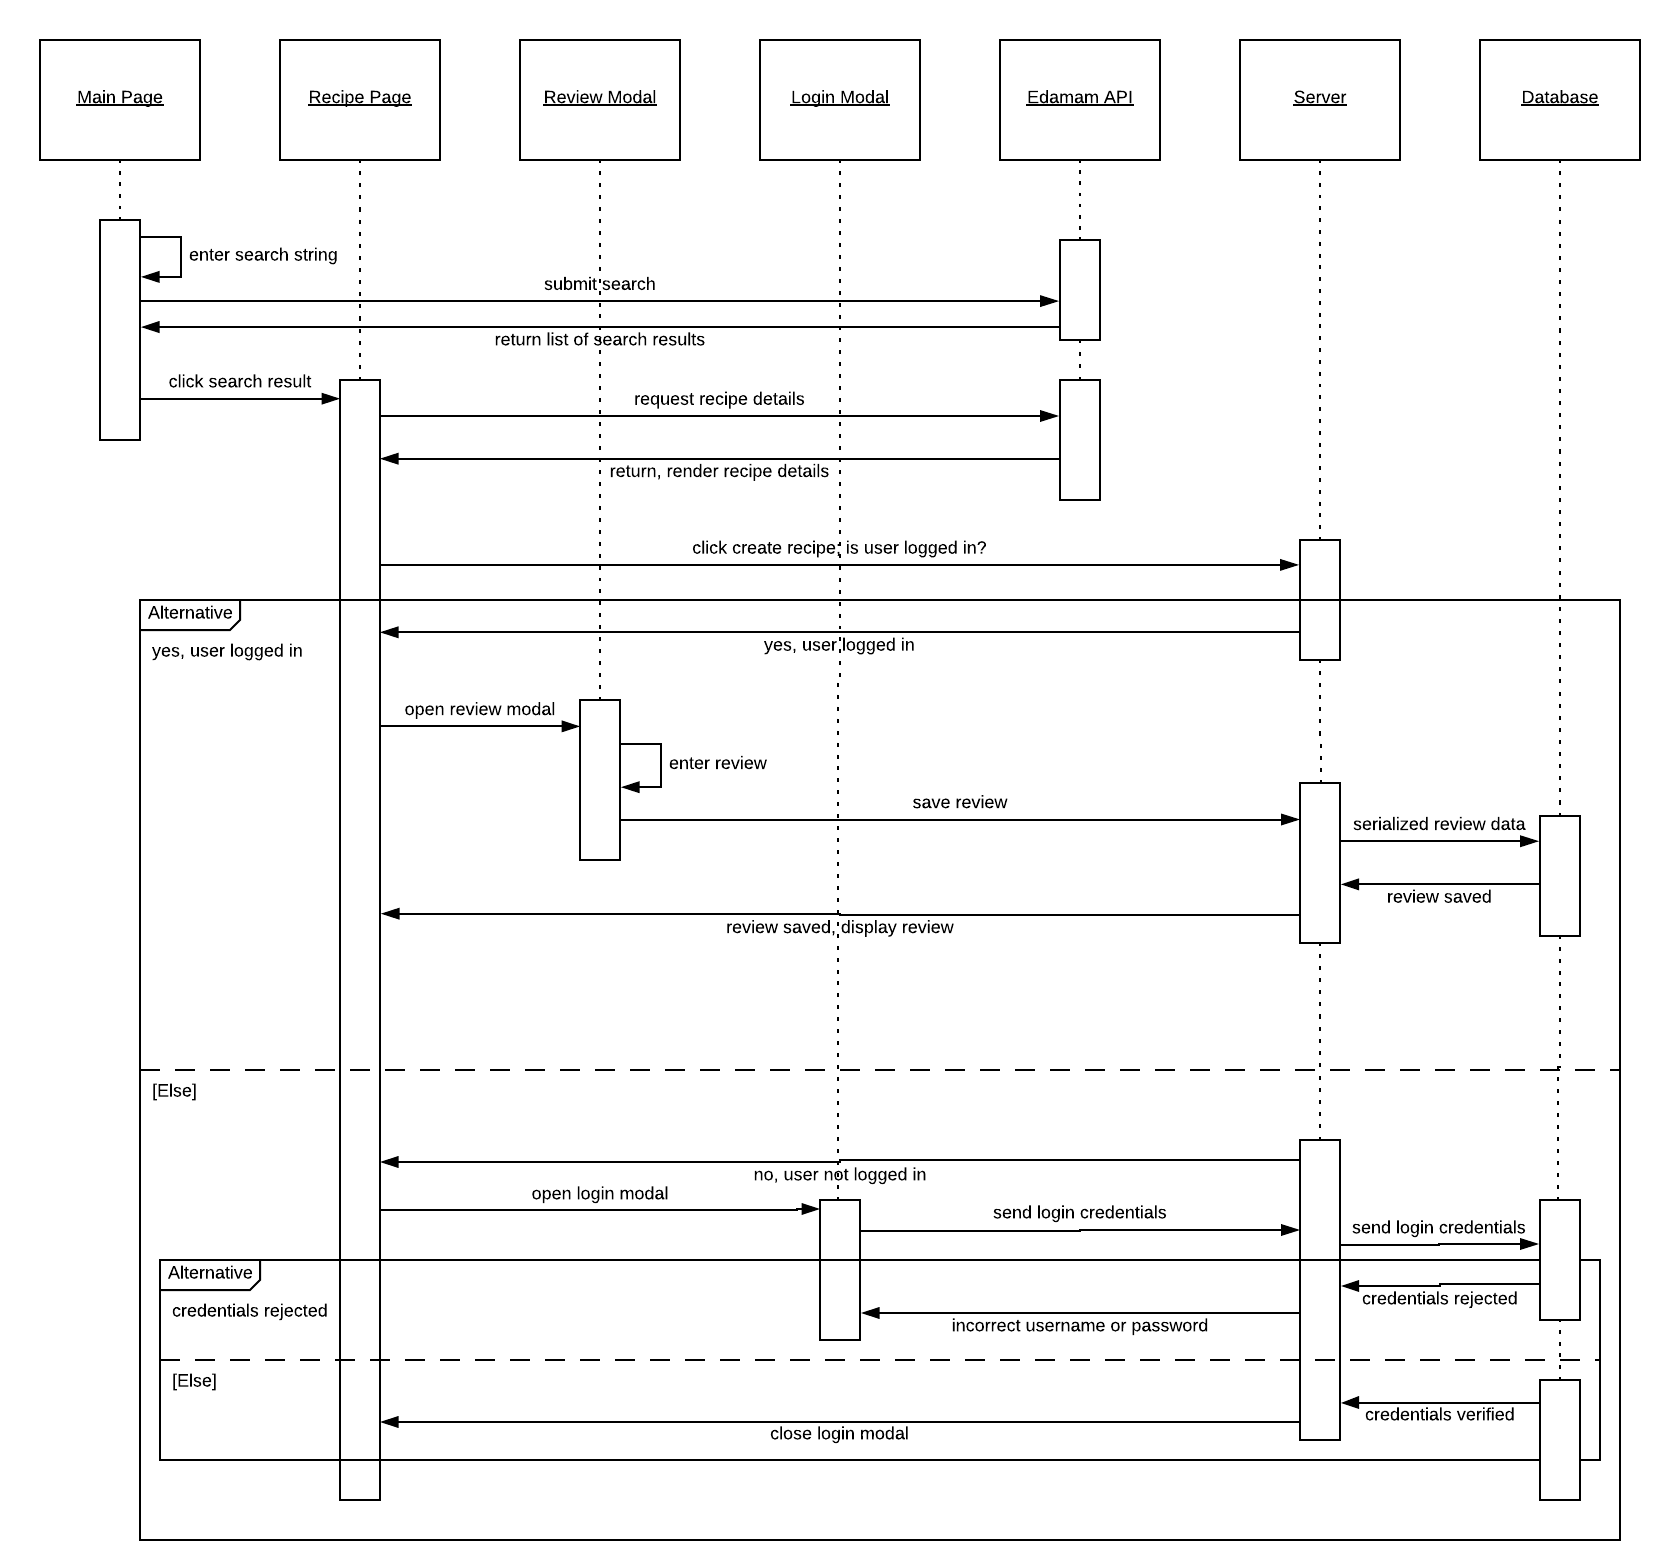 Main Page
Recipe Page
Review Modal
Login Modal
Edamam API
Server
Database
enter search string
submit search
return list of search results
click search result
request recipe details
return, render recipe details
click create recipe; is user logged in?
Alternative
yes, user logged in
yes, user logged in
open review modal
enter review
save review
serialized review data
review saved
review saved, display review
[Else]
no, user not logged in
open login modal
send login credentials
send login credentials
Alternative
credentials rejected
credentials rejected
incorrect username or password
[Else]
credentials verified
close login modal